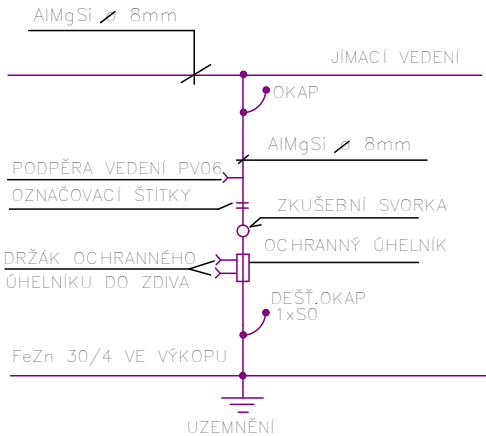 AlMgSi ø 8mm
JÍMACÍ VEDENÍ
OKAP
AlMgSi ø 8mm
PODPĚRA VEDENÍ PV06
OZNAČOVACÍ ŠTÍTKY
ZKUŠEBNÍ SVORKA
OCHRANNÝ ÚHELNÍK
DRŽÁK OCHRANNÉHO
ÚHELNÍKU DO ZDIVA
DEŠŤ.OKAP
1xS0
FeZn 30/4 VE VÝKOPU
UZEMNĚNÍ